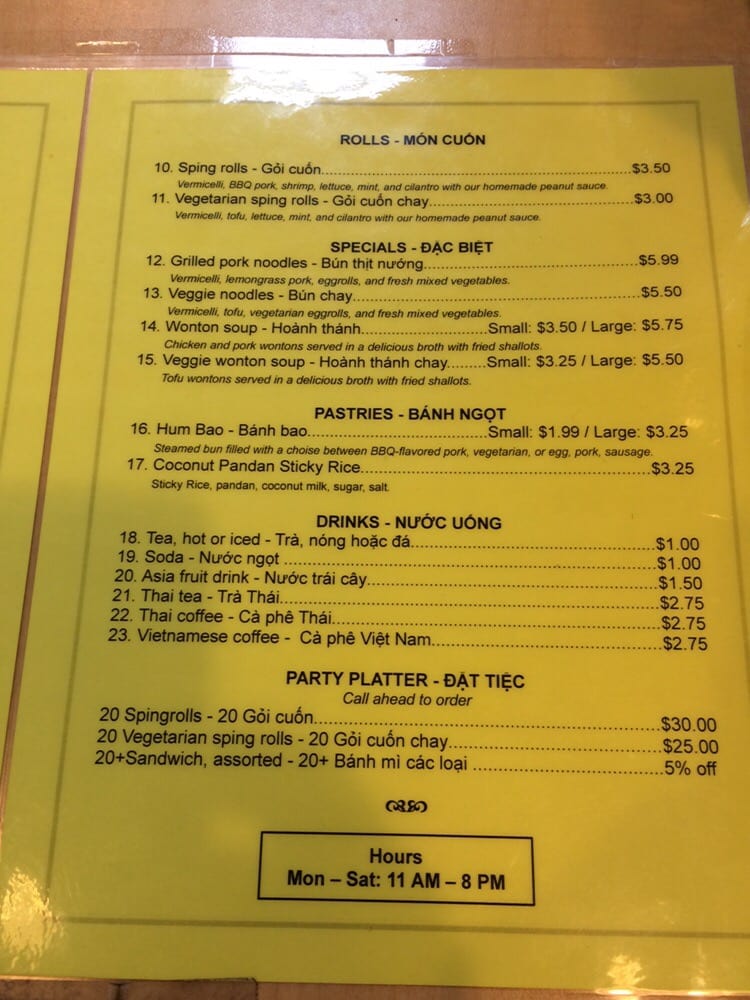 ROLLS - MÓN CUỐN
10. Sping rolls - Gỏi cuốn...............$3.50
Vermicelli, BBQ pork, shrimp, lettuce, mint, and cilantro with our homemade peanut sauce.
11. Vegetarian sping rolls - Gỏi cuốn chay...............$3.00
Vermicelli, tofu, lettuce, mint, and cilantro with our homemade peanut sauce.
SPECIALS - ĐẶC BIỆT
12. Grilled pork noodles - Bún thịt nướng...............$5.99
Vermicelli, lemongrass pork, eggrolls, and fresh mixed vegetables.
13. Veggie noodles - Bún chay...............$5.50
Vermicelli, tofu, vegetarian eggrolls, and fresh mixed vegetables.
14. Wonton soup - Hoành thánh...............Small: $3.50 / Large: $5.75
Chicken and pork wontons served in a delicious broth with fried shallots.
15. Veggie wonton soup - Hoành thánh chay.........Small: $3.25 / Large: $5.50
Tofu wontons served in a delicious broth with fried shallots.
PASTRIES - BÁNH NGỌT
16. Hum Bao - Bánh bao...............Small: $1.99 / Large: $3.25
Steamed bun filled with a choise between BBQ-flavored pork, vegetarian, or egg, pork, sausage.
17. Coconut Pandan Sticky Rice...............$3.25
Sticky Rice, pandan, coconut milk, sugar, salt.
DRINKS - NƯỚC UỐNG
18. Tea, hot or iced - Trà, nóng hoặc đá...............$1.00
19. Soda - Nước ngọt ...............$1.00
20. Asia fruit drink - Nước trái cây...............$1.50
21. Thai tea - Trà Thái...............$2.75
22. Thai coffee - Cà phê Thái...............$2.75
23. Vietnamese coffee - Cà phê Việt Nam...............$2.75
PARTY PLATTER - ĐẶT TIỆC
Call ahead to order
20 Spingrolls - 20 Gỏi cuốn...............$30.00
20 Vegetarian sping rolls - 20 Gỏi cuốn chay...............$25.00
20+Sandwich, assorted - 20+ Bánh mì các loại ...............5% off
Hours
Mon – Sat: 11 AM – 8 PM